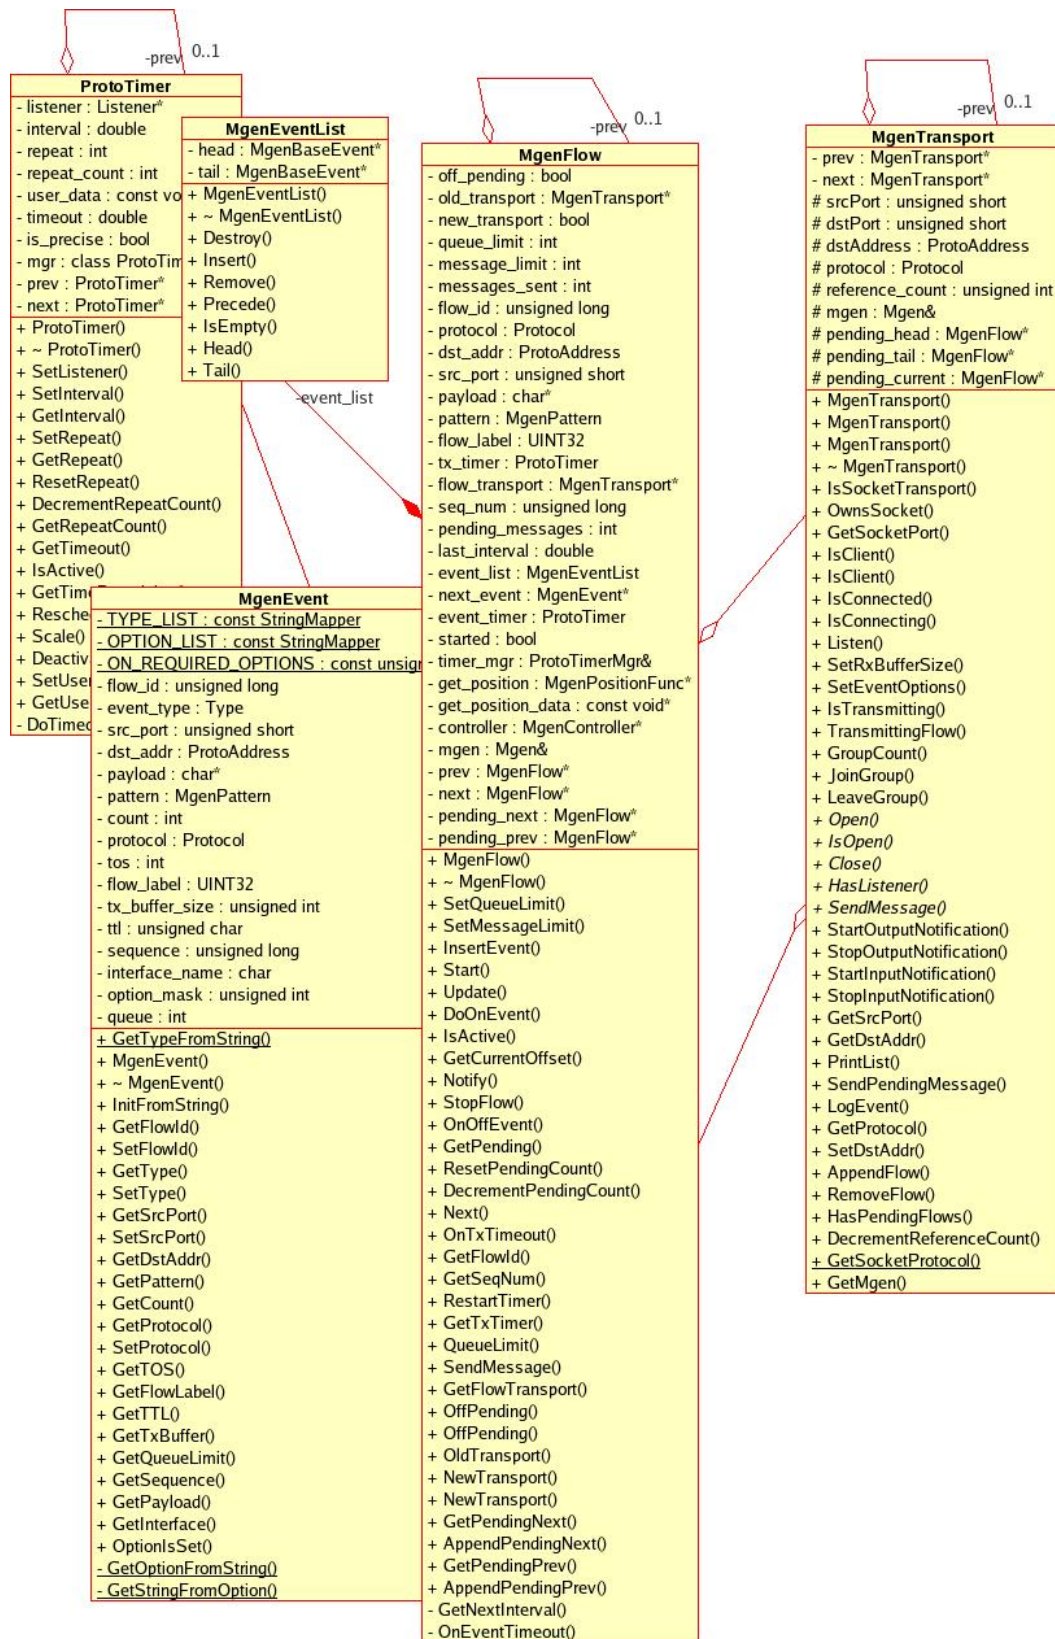 -prev 0..1
ProtoTimer
- listener : Listener*
- interval : double
- repeat : int
- repeat_count : int
- user_data : const vo
- timeout : double
- is_precise : bool
- mgr : class ProtoTim
- prev : ProtoTimer*
- next : ProtoTimer*
+ ProtoTimer()
+ ~ ProtoTimer()
+ SetListener()
+ SetInterval()
+ GetInterval()
+ SetRepeat()
+ GetRepeat()
+ ResetRepeat()
+ DecrementRepeatCount()
+ GetRepeatCount()
+ GetTimeout()
+ IsActive()
+ GetTime
+ Resche
+ Scale()
+ Deactiv
+ SetUser
+ GetUse
- DoTimeo
MgenEventList
- head : MgenBaseEvent*
- tail : MgenBaseEvent*
+ MgenEventList()
+ ~ MgenEventList()
+ Destroy()
+ Insert()
+ Remove()
+ Precede()
+ IsEmpty()
+ Head()
+ Tail()
-event_list
MgenEvent
- TYPE_LIST : const StringMapper
- OPTION_LIST : const StringMapper
- ON_REQUIRED_OPTIONS : const unsig
- flow_id : unsigned long
- event_type : Type
- src_port : unsigned short
- dst_addr : ProtoAddress
- payload : char*
- pattern : MgenPattern
- count : int
- protocol : Protocol
- tos : int
- flow_label : UINT32
- tx_buffer_size : unsigned int
- ttl : unsigned char
- sequence : unsigned long
- interface_name : char
- option_mask : unsigned int
- queue : int
+ GetTypeFromString()
+ MgenEvent()
+ ~ MgenEvent()
+ InitFromString()
+ GetFlowId()
+ SetFlowId()
+ GetType()
+ SetType()
+ GetSrcPort()
+ SetSrcPort()
+ GetDstAddr()
+ GetPattern()
+ GetCount()
+ GetProtocol()
+ SetProtocol()
+ GetTOS()
+ GetFlowLabel()
+ GetTTL()
+ GetTxBuffer()
+ GetQueueLimit()
+ GetSequence()
+ GetPayload()
+ GetInterface()
+ OptionIsSet()
- GetOptionFromString()
- GetStringFromOption()
-prev 0..1
MgenFlow
- off_pending : bool
- old_transport : MgenTransport*
- new_transport : bool
- queue_limit : int
- message_limit : int
- messages_sent : int
- flow_id : unsigned long
- protocol : Protocol
- dst_addr : ProtoAddress
- src_port : unsigned short
- payload : char*
- pattern : MgenPattern
- flow_label : UINT32
- tx_timer : ProtoTimer
- flow_transport : MgenTransport*
- seq_num : unsigned long
- pending_messages : int
- last_interval : double
- event_list : MgenEventList
- next_event : MgenEvent*
- event_timer : ProtoTimer
- started : bool
- timer_mgr : ProtoTimerMgr&
- get_position : MgenPositionFunc*
- get_position_data : const void*
- controller : MgenController*
- mgen : Mgen&
- prev : MgenFlow*
- next : MgenFlow*
- pending_next : MgenFlow*
- pending_prev : MgenFlow*
+ MgenFlow()
+ ~ MgenFlow()
+ SetQueueLimit()
+ SetMessageLimit()
+ InsertEvent()
+ Start()
+ Update()
+ DoOnEvent()
+ IsActive()
+ GetCurrentOffset()
+ Notify()
+ StopFlow()
+ OnOffEvent()
+ GetPending()
+ ResetPendingCount()
+ DecrementPendingCount()
+ Next()
+ OnTxTimeout()
+ GetFlowId()
+ GetSeqNum()
+ RestartTimer()
+ GetTxTimer()
+ QueueLimit()
+ SendMessage()
+ GetFlowTransport()
+ OffPending()
+ OffPending()
+ OldTransport()
+ NewTransport()
+ NewTransport()
+ GetPendingNext()
+ AppendPendingNext()
+ GetPendingPrev()
+ AppendPendingPrev()
- GetNextInterval()
- OnEventTimeout()
-prev 0..1
MgenTransport
- prev : MgenTransport*
- next : MgenTransport*
# srcPort : unsigned short
# dstPort : unsigned short
# dstAddress : ProtoAddress
# protocol : Protocol
# reference_count : unsigned int
# mgen : Mgen&
# pending_head : MgenFlow*
# pending_tail : MgenFlow*
# pending_current : MgenFlow*
+ MgenTransport()
+ MgenTransport()
+ MgenTransport()
+ ~ MgenTransport()
+ IsSocketTransport()
+ OwnsSocket()
+ GetSocketPort()
+ IsClient()
+ IsClient()
+ IsConnected()
+ IsConnecting()
+ Listen()
+ SetRxBufferSize()
+ SetEventOptions()
+ IsTransmitting()
+ TransmittingFlow()
+ GroupCount()
+ JoinGroup()
+ LeaveGroup()
+ Open()
+ IsOpen()
+ Close()
+ HasListener()
+ SendMessage()
+ StartOutputNotification()
+ StopOutputNotification()
+ StartInputNotification()
+ StopInputNotification()
+ GetSrcPort()
+ GetDstAddr()
+ PrintList()
+ SendPendingMessage()
+ LogEvent()
+ GetProtocol()
+ SetDstAddr()
+ AppendFlow()
+ RemoveFlow()
+ HasPendingFlows()
+ DecrementReferenceCount()
+ GetSocketProtocol()
+ GetMgen()